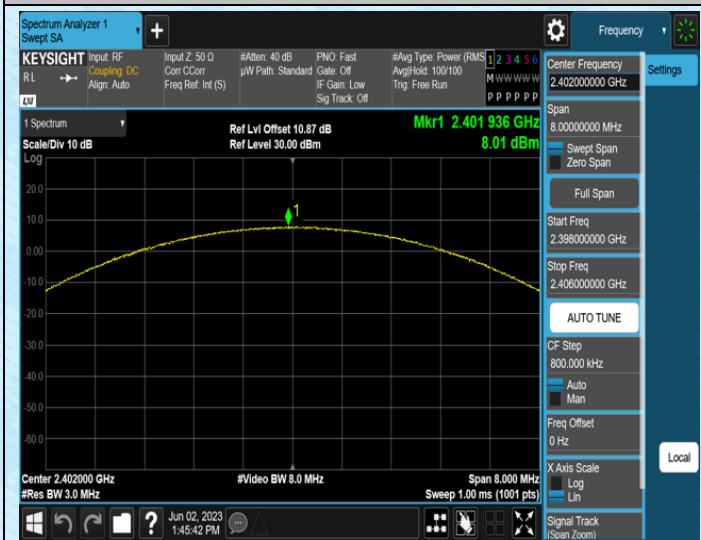 Spectrum Analyzer 1
Swept SA
+
Frequency
KEYSIGHT
R L
LXI
Input: RF
Coupling: DC
Align: Auto
Input Z: 50 Ω
Corr CCorr
Freq Ref: Int (S)
#Atten: 40 dB
µW Path: Standard
PNO: Fast
Gate: Off
IF Gain: Low
Sig Track: Off
#Avg Type: Power (RMS
Avg|Hold: 100/100
Trig: Free Run
1 2 3 4 5 6
M W W W W W
P P P P P P
1 Spectrum
Scale/Div 10 dB
Log
Ref Lvl Offset 10.87 dB
Ref Level 30.00 dBm
Mkr1 2.401 936 GHz
8.01 dBm
20.0
10.0
0.00
-10.0
-20.0
-30.0
-40.0
-50.0
-60.0
1
Center 2.402000 GHz
#Res BW 3.0 MHz
#Video BW 8.0 MHz
Span 8.000 MHz
Sweep 1.00 ms (1001 pts)
Jun 02, 2023
1:45:42 PM
?
Center Frequency
2.402000000 GHz
Span
8.00000000 MHz
Swept Span
Zero Span
Full Span
Start Freq
2.398000000 GHz
Stop Freq
2.406000000 GHz
AUTO TUNE
CF Step
800.000 kHz
Auto
Man
Freq Offset
0 Hz
X Axis Scale
Log
Lin
Signal Track
(Span Zoom)
Settings
Local